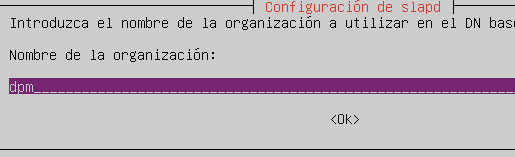 Configuración de slapd
Introduzca el nombre de la organización a utilizar en el DN bas
Nombre de la organización:
dpm
<Ok>